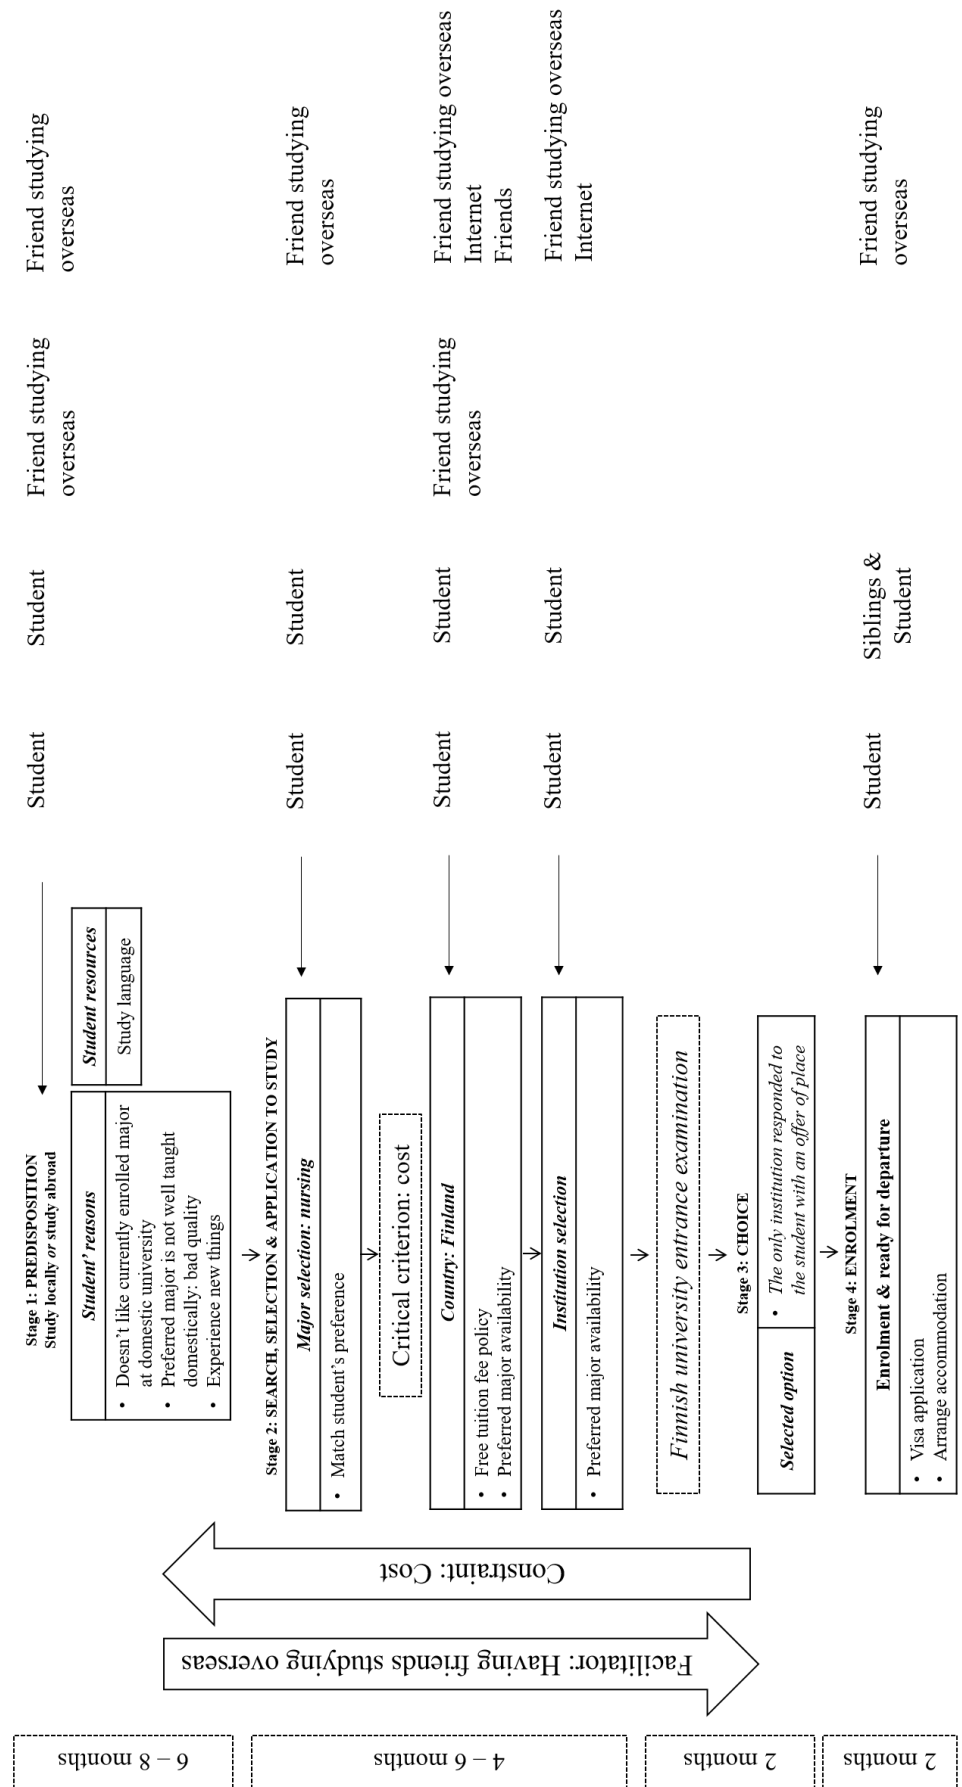 6 – 8 months
4 – 6 months
2 months
2 months
Facilitator: Having friends studying overseas
Constraint: Cost
Stage 1: PREDISPOSITION
Study locally or study abroad
Student’ reasons
• Doesn’t like currently enrolled major
at domestic university
• Preferred major is not well taught
domestically: bad quality
• Experience new things
Student resources
Study language
Student
Student
Friend studying
overseas
Friend studying
overseas
Stage 2: SEARCH, SELECTION & APPLICATION TO STUDY
Major selection: nursing
• Match student’s preference
Student
Student
Friend studying
overseas
Critical criterion: cost
Country: Finland
• Free tuition fee policy
• Preferred major availability
Student
Student
Friend studying
overseas
Friend studying overseas
Internet
Friends
Institution selection
• Preferred major availability
Student
Student
Friend studying overseas
Internet
Finnish university entrance examination
Stage 3: CHOICE
Selected option
• The only institution responded to
the student with an offer of place
Stage 4: ENROLMENT
Enrolment & ready for departure
• Visa application
• Arrange accommodation
Student
Siblings &
Student
Friend studying
overseas